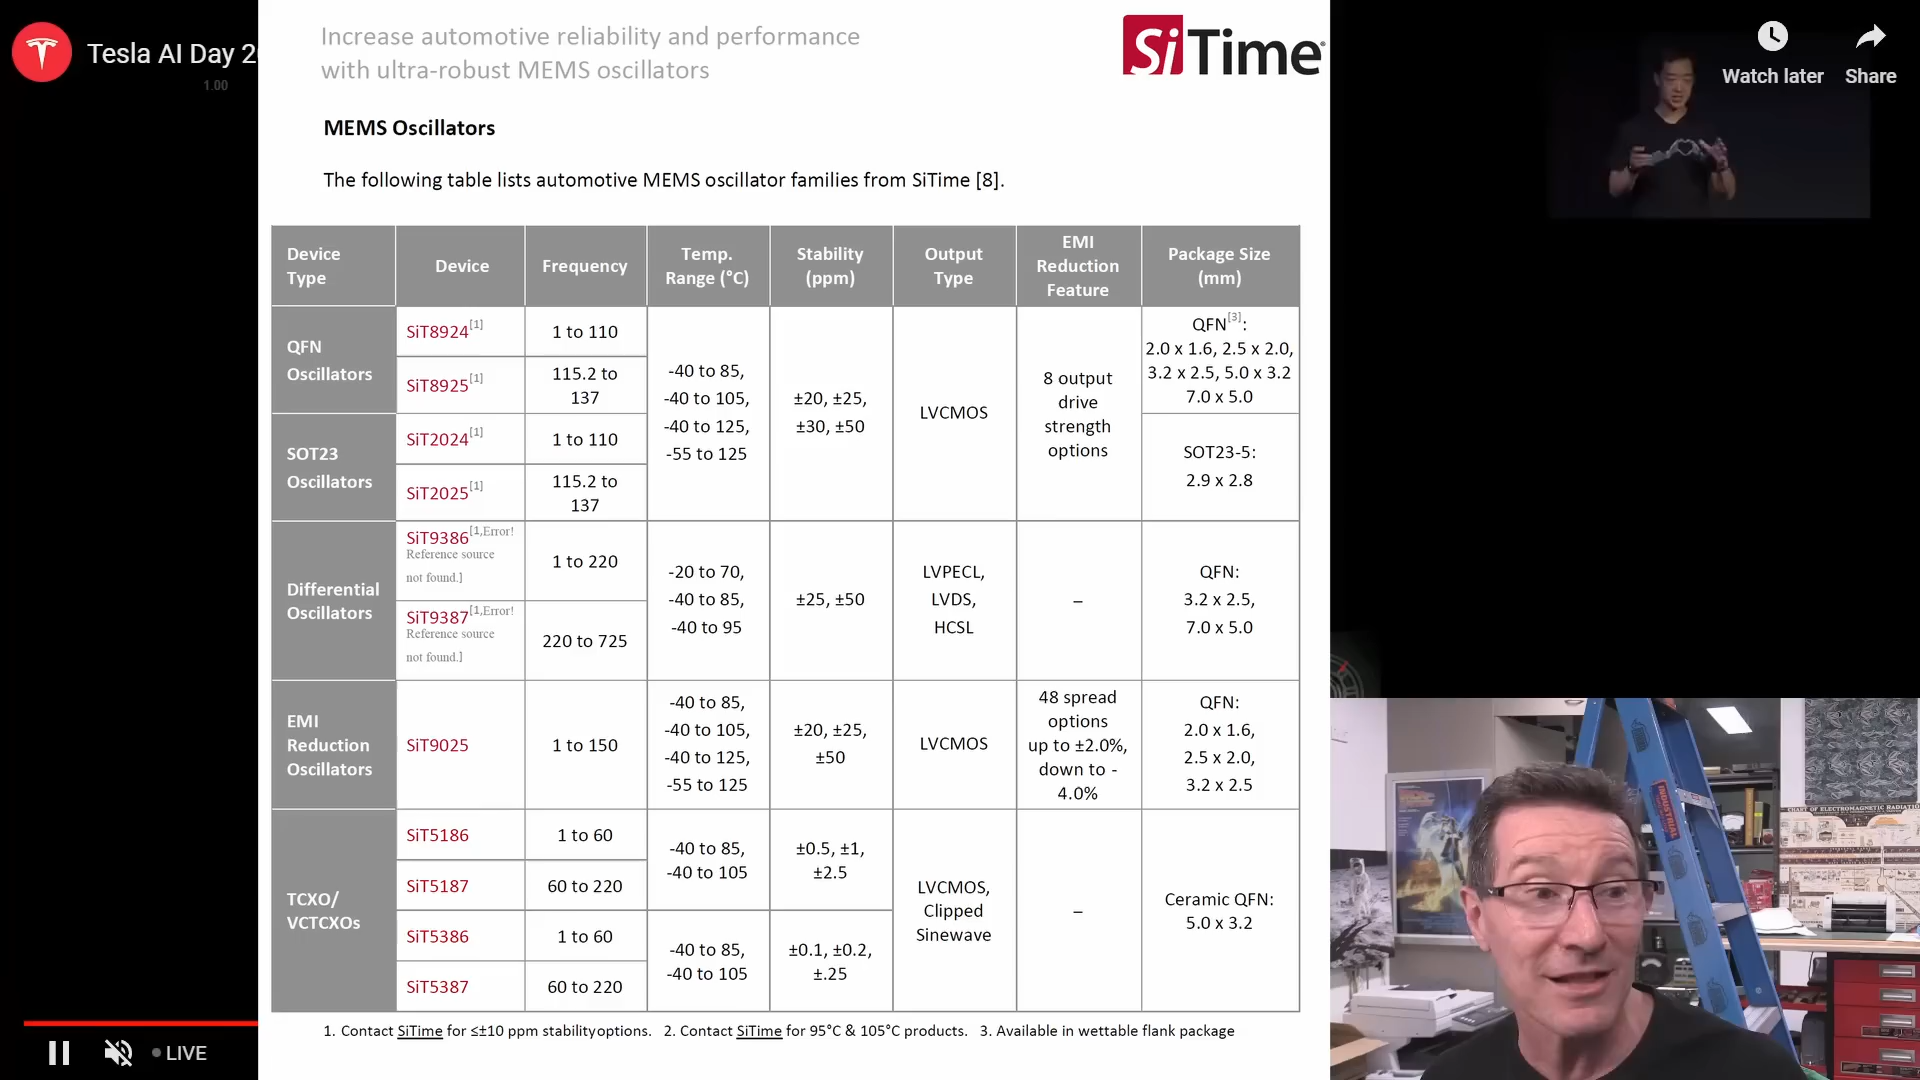 Tesla AI Day 2
1.00
Increase automotive reliability and performance
with ultra-robust MEMS oscillators
SiTime
Watch later
Share
MEMS Oscillators
The following table lists automotive MEMS oscillator families from SiTime [8].
Device Type Device Frequency Temp. Range (°C) Stability (ppm) Output Type EMI Reduction Feature Package Size (mm)
QFN
Oscillators
SiT8924[1]
1 to 110
SiT8925[1]
115.2 to
137
SOT23
Oscillators
SiT2024[1]
1 to 110
SiT2025[1]
115.2 to
137
-40 to 85,
-40 to 105,
-40 to 125,
-55 to 125
±20, ±25,
±30, ±50
LVCMOS
8 output
drive
strength
options
QFN[3]:
2.0 x 1.6, 2.5 x 2.0,
3.2 x 2.5, 5.0 x 3.2
7.0 x 5.0
SOT23-5:
2.9 x 2.8
Differential
Oscillators
SiT9386[1,Error!
Reference source
not found.]
1 to 220
SiT9387[1,Error!
Reference source
not found.]
220 to 725
-20 to 70,
-40 to 85,
-40 to 95
±25, ±50
LVPECL,
LVDS,
HCSL
–
QFN:
3.2 x 2.5,
7.0 x 5.0
EMI
Reduction
Oscillators
SiT9025
1 to 150
-40 to 85,
-40 to 105,
-40 to 125,
-55 to 125
±20, ±25,
±50
LVCMOS
48 spread
options
up to ±2.0%,
down to -
4.0%
QFN:
2.0 x 1.6,
2.5 x 2.0,
3.2 x 2.5
TCXO/
VCTCXOs
SiT5186
1 to 60
SiT5187
60 to 220
-40 to 85,
-40 to 105
±0.5, ±1,
±2.5
SiT5386
1 to 60
SiT5387
60 to 220
-40 to 85,
-40 to 105
±0.1, ±0.2,
±.25
LVCMOS,
Clipped
Sinewave
–
Ceramic QFN:
5.0 x 3.2
1. Contact SiTime for ≤±10 ppm stability options. 2. Contact SiTime for 95°C & 105°C products. 3. Available in wettable flank package
LIVE
INDUSTRIAL
CHART OF ELECTROMAGNETIC RADIATIO